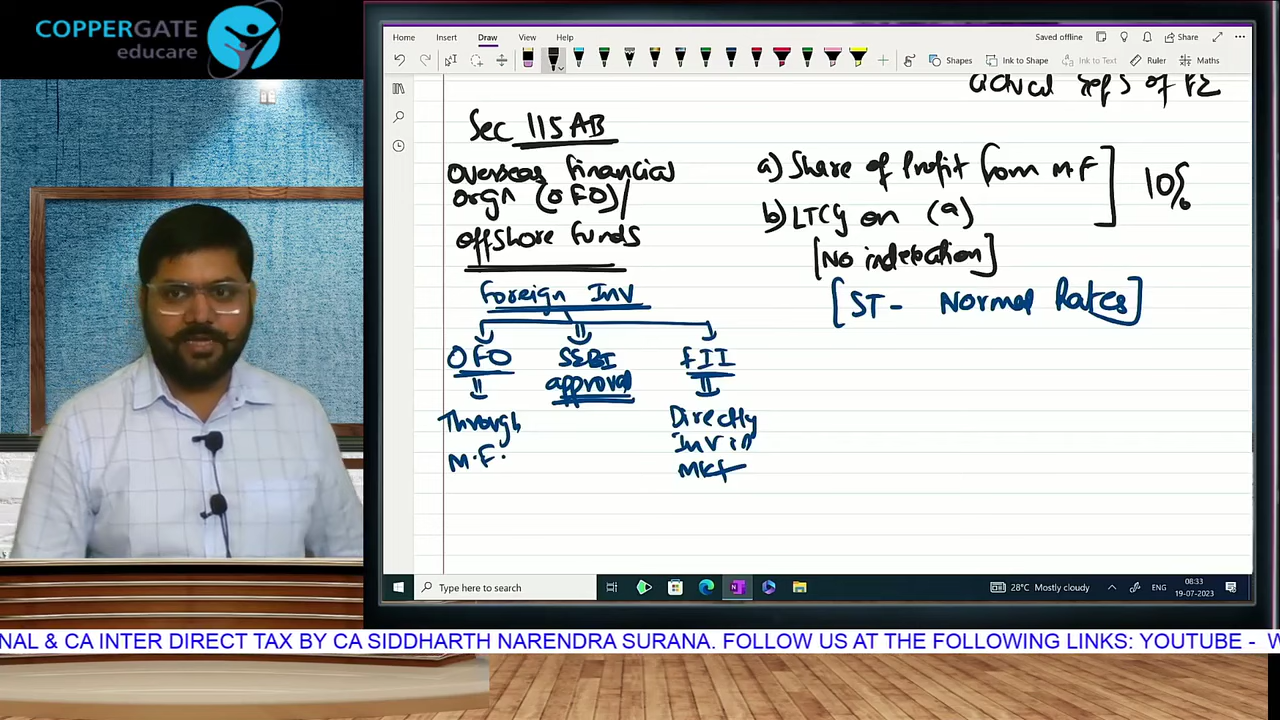 COPPERGATE
educare
Home Insert Draw View Help
Saved offline
Share
Shapes
Ink to Shape
Ink to Text
Ruler
Maths
actual exps of PE
Sec 115AB
Overseas Financial
Orgn (OFO)/
offshore funds
a) Share of Profit from M.F
b) LTCG on (a)
[No indexation]
10%
[ST - Normal Rates]
Foreign Inv
OFO
SEBI
approval
FII
Through
M.F.
Directly
Inv in
Mkt
Type here to search
28°C Mostly cloudy
ENG
08:33
19-07-2023
NAL & CA INTER DIRECT TAX BY CA SIDDHARTH NARENDRA SURANA. FOLLOW US AT THE FOLLOWING LINKS: YOUTUBE - W